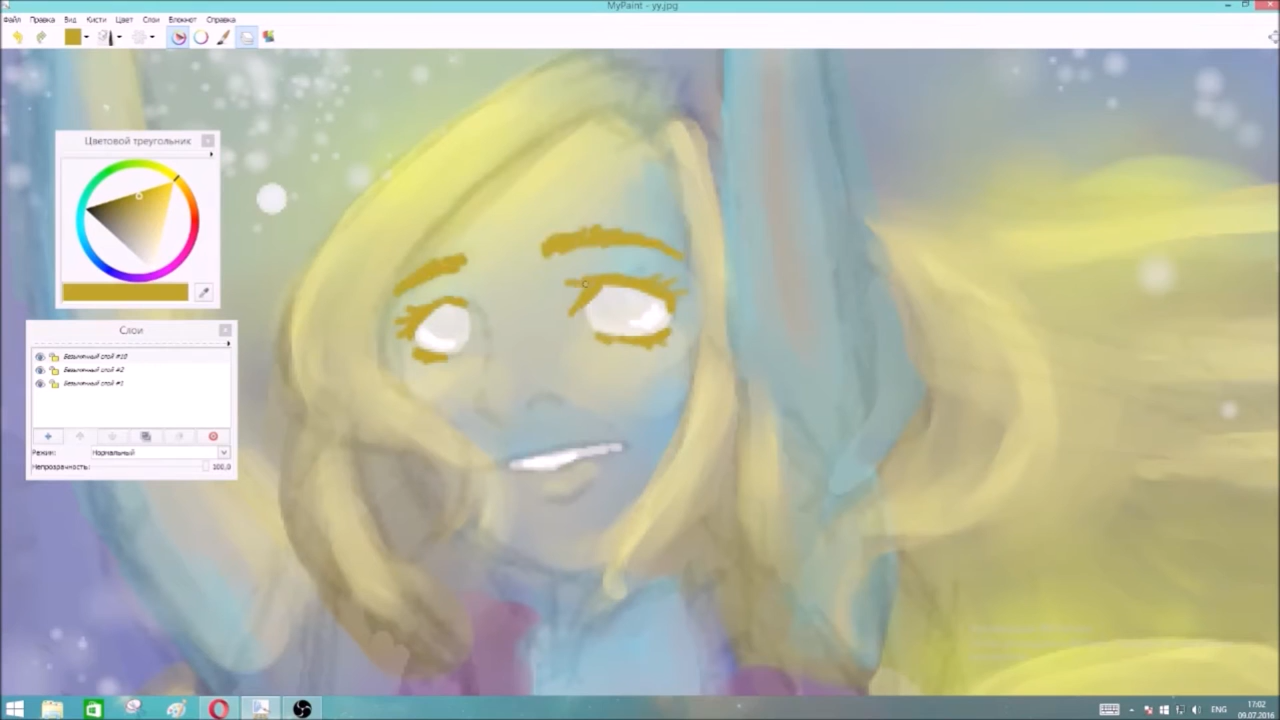 MyPaint - yy.jpg
Файл Правка Вид Кисти Цвет Слои Блокнот Справка
Цветовой треугольник
Слои
Безымянный слой #10
Безымянный слой #2
Безымянный слой #1
Режим: Нормальный
Непрозрачность: 100,0
ENG
17:02
09.07.2016